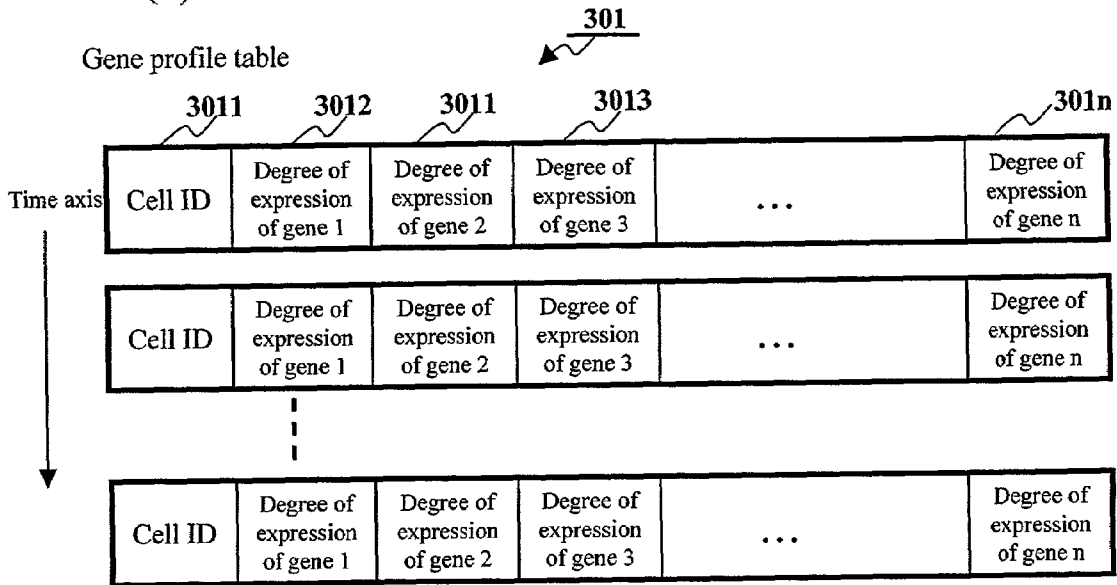 301
Gene profile table
3011 3012 3011 3013 301n
Time axis
Cell ID
Degree of
expression
of gene 1
Degree of
expression
of gene 2
Degree of
expression
of gene 3
...
Degree of
expression
of gene n
Cell ID
Degree of
expression
of gene 1
Degree of
expression
of gene 2
Degree of
expression
of gene 3
...
Degree of
expression
of gene n
Cell ID
Degree of
expression
of gene 1
Degree of
expression
of gene 2
Degree of
expression
of gene 3
...
Degree of
expression
of gene n